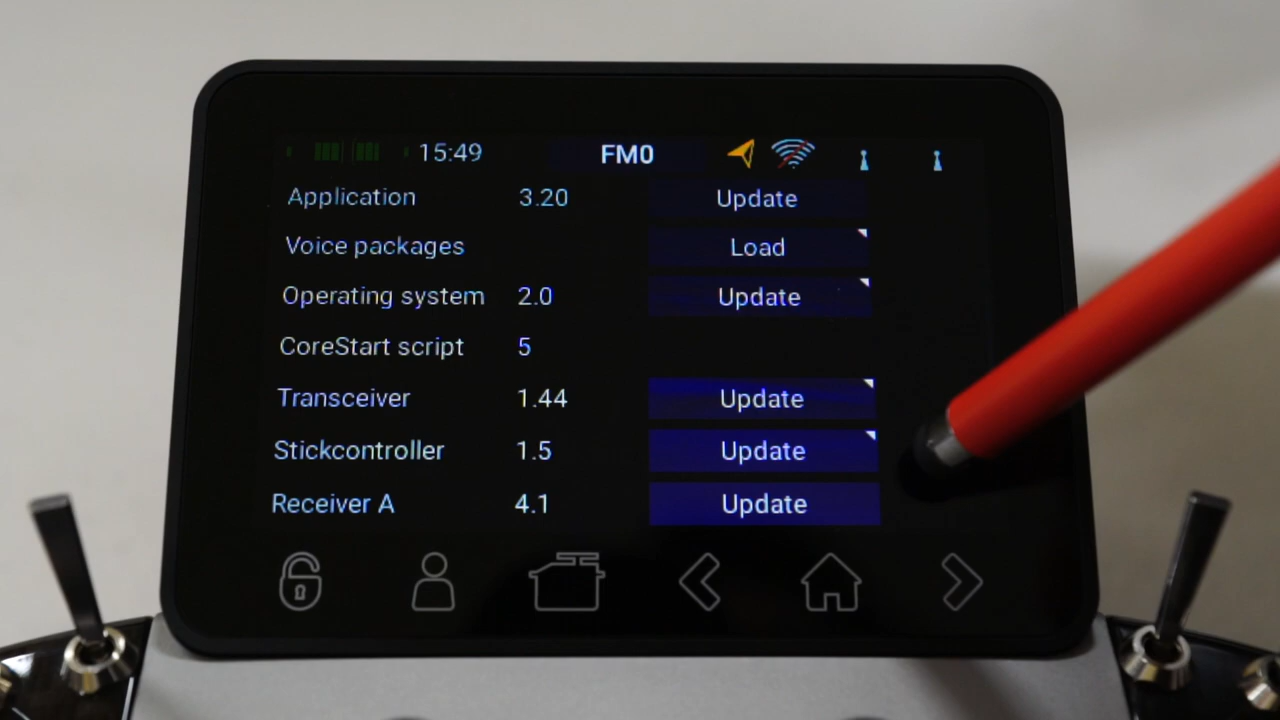 15:49 FM0
Application 3.20 Update
Voice packages Load
Operating system 2.0 Update
CoreStart script 5
Transceiver 1.44 Update
Stickcontroller 1.5 Update
Receiver A 4.1 Update